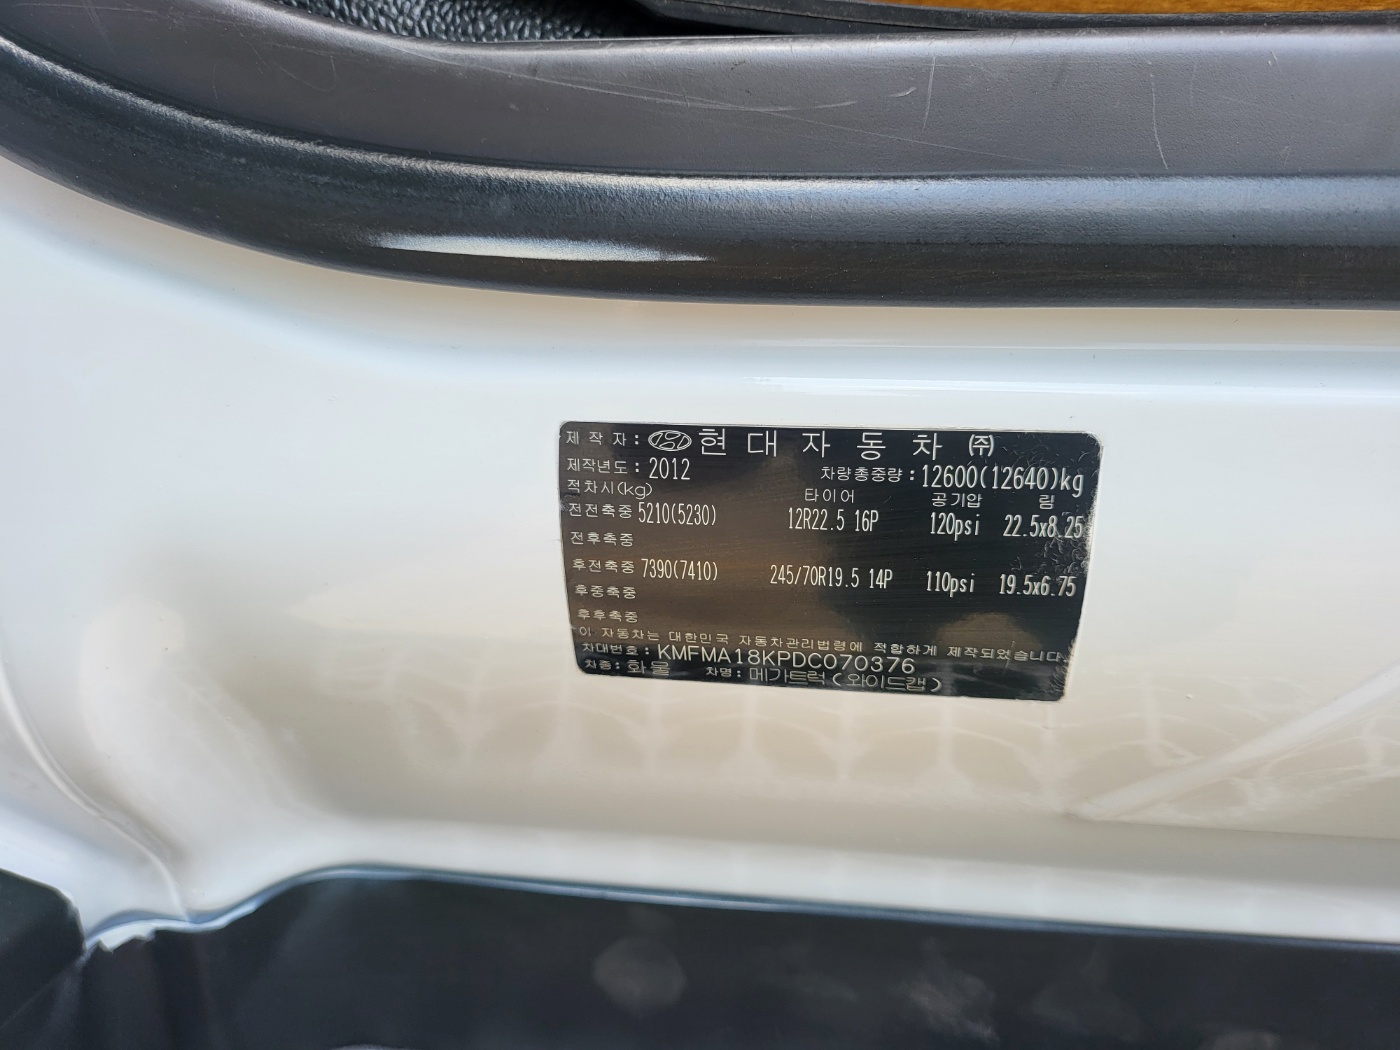 제작자: 현대자동차㈜
제작년도: 2012 차량총중량: 12600(12640)kg
적차시(kg) 타이어 공기압 림
전전축중 5210(5230) 12R22.5 16P 120psi 22.5x8.25
전후축중
후전축중 7390(7410) 245/70R19.5 14P 110psi 19.5x6.75
후중축중
후후축중
이 자동차는 대한민국 자동차관리법령에 적합하게 제작되었습니다.
차대번호: KMFMA18KPDC070376
차종: 화물 차명: 메가트럭(와이드캡)